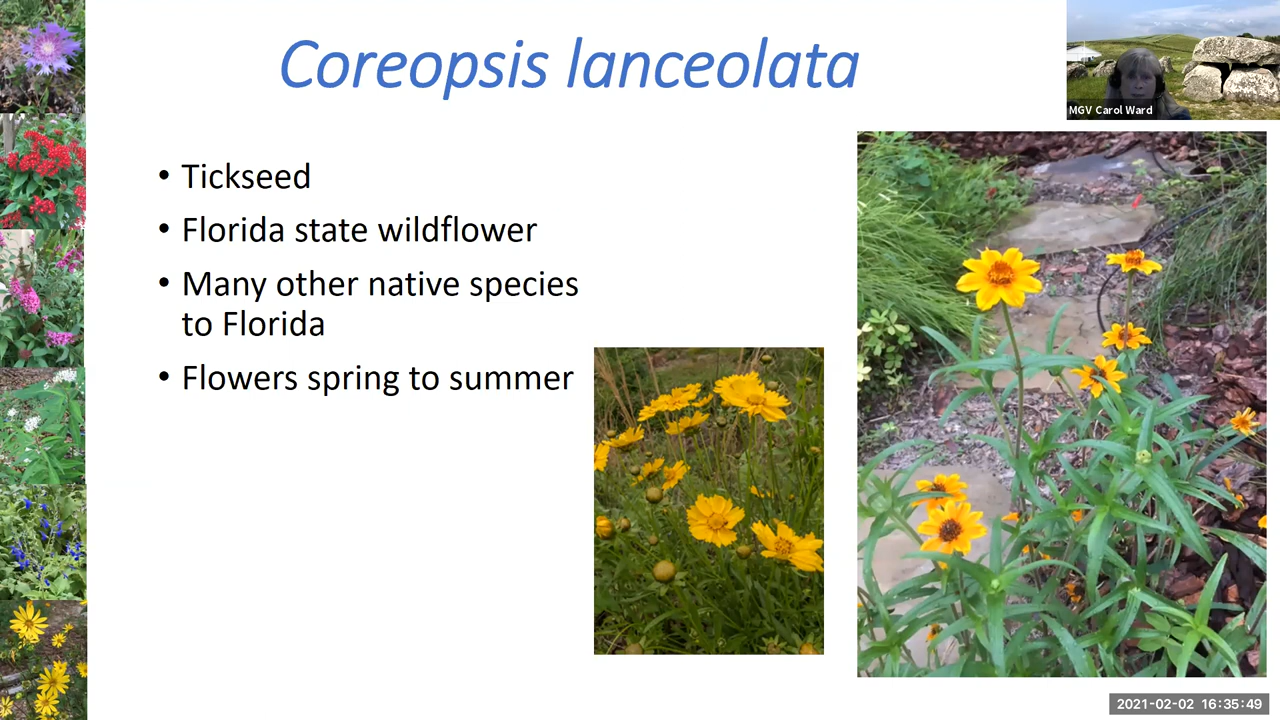 Coreopsis lanceolata
MGV Carol Ward
• Tickseed
• Florida state wildflower
• Many other native species
to Florida
• Flowers spring to summer
2021-02-02 16:35:49